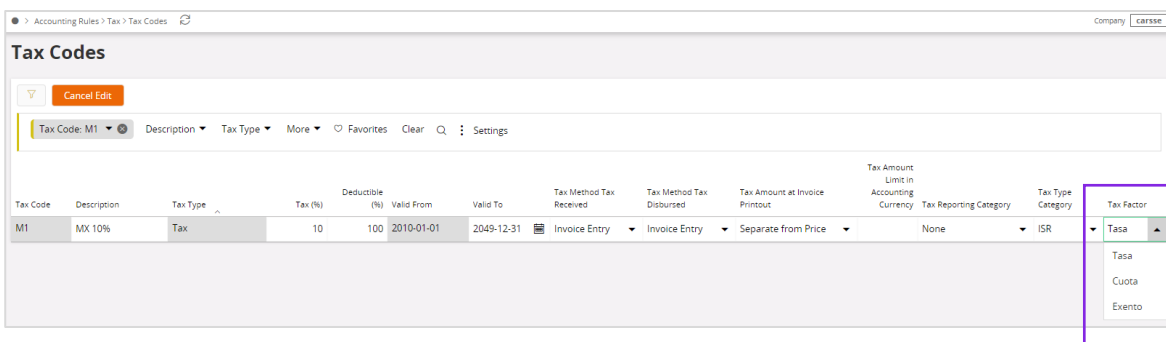 > Accounting Rules > Tax > Tax Codes
Company carsse
Tax Codes
Cancel Edit
Tax Code: M1 Description Tax Type More Favorites Clear Settings
Tax Code
Description
Tax Type
Tax (%)
Deductible
(%)
Valid From
Valid To
Tax Method Tax
Received
Tax Method Tax
Disbursed
Tax Amount at Invoice
Printout
Tax Amount
Limit in
Accounting
Currency
Tax Reporting Category
Tax Type
Category
Tax Factor
M1 MX 10% Tax 10 100 2010-01-01 2049-12-31 Invoice Entry Invoice Entry Separate from Price None ISR Tasa
Tasa
Cuota
Exento